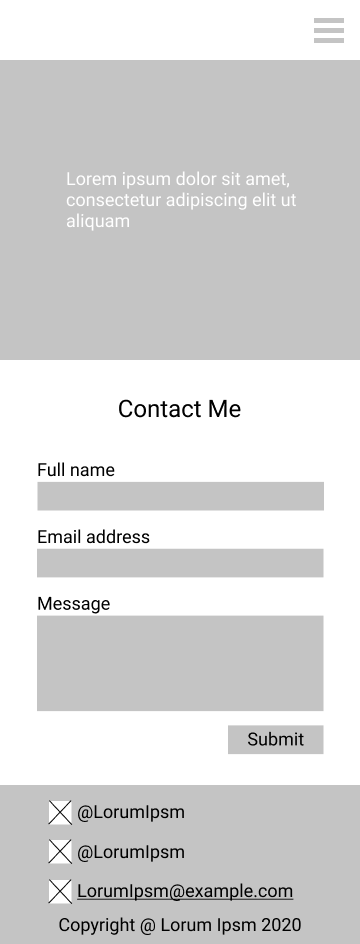 Lorem ipsum dolor sit amet,
consectetur adipiscing elit ut
aliquam
Contact Me
Full name
Email address
Message
Submit
@LorumIpsm
@LorumIpsm
LorumIpsm@example.com
Copyright @ Lorum Ipsm 2020